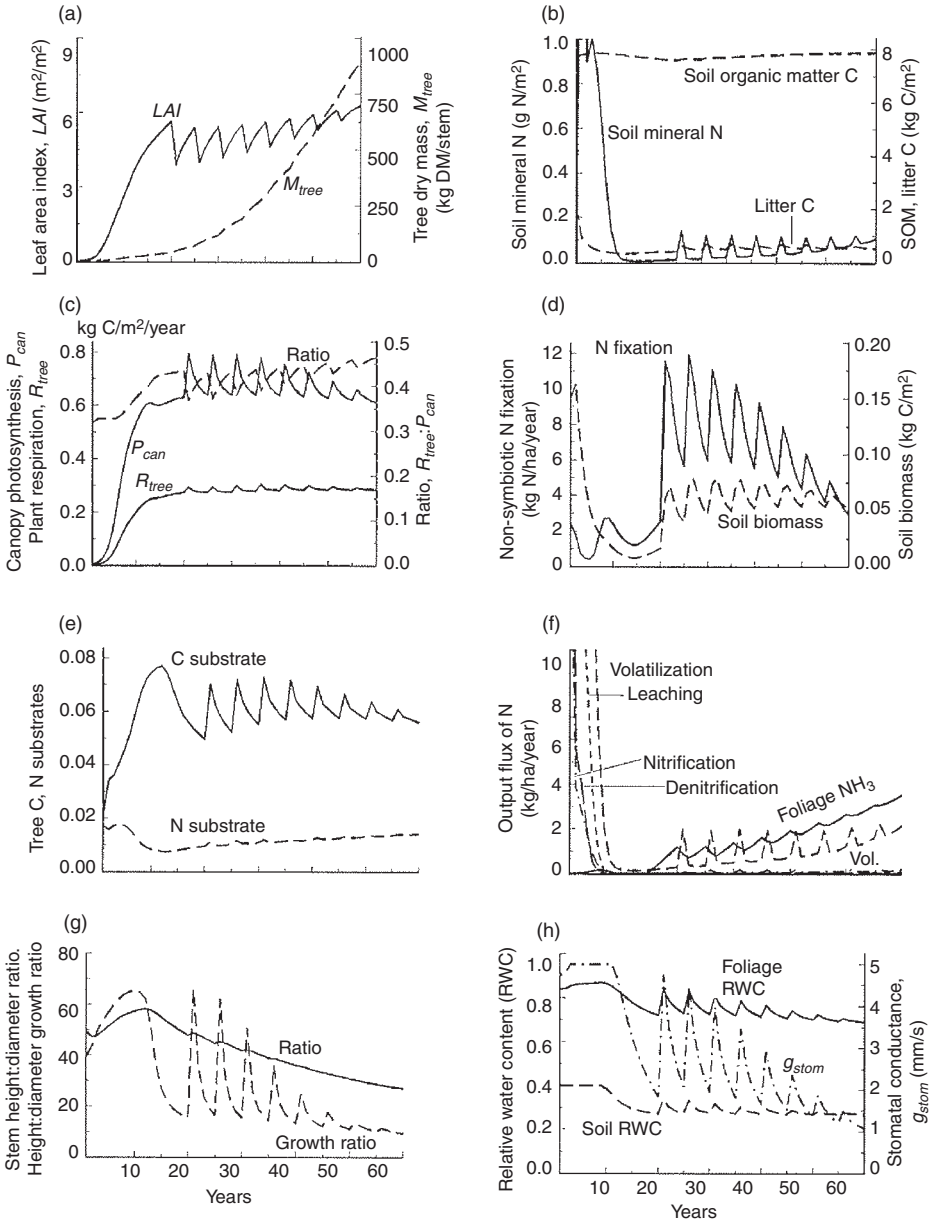 (a)
9
6
3
0
Leaf area index, LAI (m²/m²)
LAI
M_tree
1000
750
500
250
0
Tree dry mass, M_tree
(kg DM/stem)
(b)
1.0
0.8
0.6
0.4
0.2
0.0
Soil mineral N (g N/m²)
Soil organic matter C
Soil mineral N
Litter C
8
6
4
2
0
SOM, litter C (kg C/m²)
(c)
kg C/m²/year
0.8
0.6
0.4
0.2
0.0
Canopy photosynthesis, P_can
Plant respiration, R_tree
Ratio
P_can
R_tree
0.5
0.4
0.3
0.2
0.1
0.0
Ratio, R_tree:P_can
(d)
12
10
8
6
4
2
0
Non-symbiotic N fixation
(kg N/ha/year)
N fixation
Soil biomass
0.20
0.15
0.10
0.05
0.00
Soil biomass (kg C/m²)
(e)
0.08
0.06
0.04
0.02
0.00
Tree C, N substrates
C substrate
N substrate
(f)
10
8
6
4
2
0
Output flux of N
(kg/ha/year)
Volatilization
Leaching
Nitrification
Denitrification
Foliage NH₃
Vol.
(g)
80
60
40
20
0
Stem height:diameter ratio.
Height:diameter growth ratio
Ratio
Growth ratio
10 20 30 40 50 60
Years
(h)
1.0
0.8
0.6
0.4
0.2
0.0
Relative water content (RWC)
Foliage
RWC
g_stom
Soil RWC
5
4
3
2
1
0
Stomatal conductance,
g_stom (mm/s)
10 20 30 40 50 60
Years